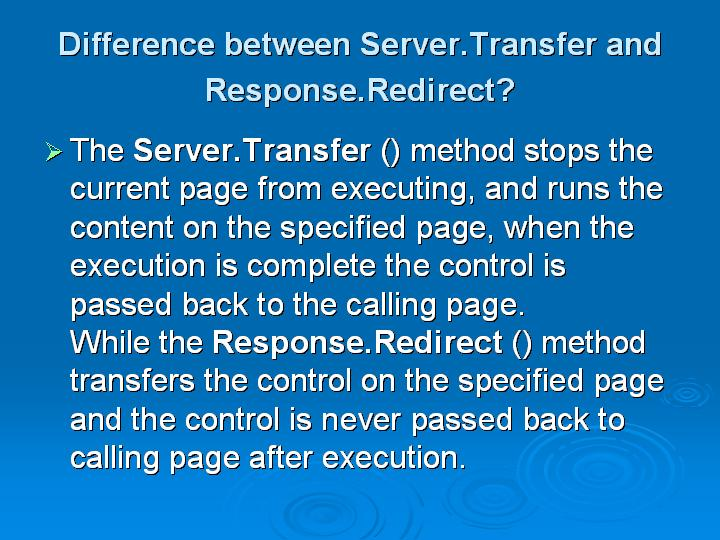 Difference between Server.Transfer and
Response.Redirect?
The Server.Transfer () method stops the
current page from executing, and runs the
content on the specified page, when the
execution is complete the control is
passed back to the calling page.
While the Response.Redirect () method
transfers the control on the specified page
and the control is never passed back to
calling page after execution.